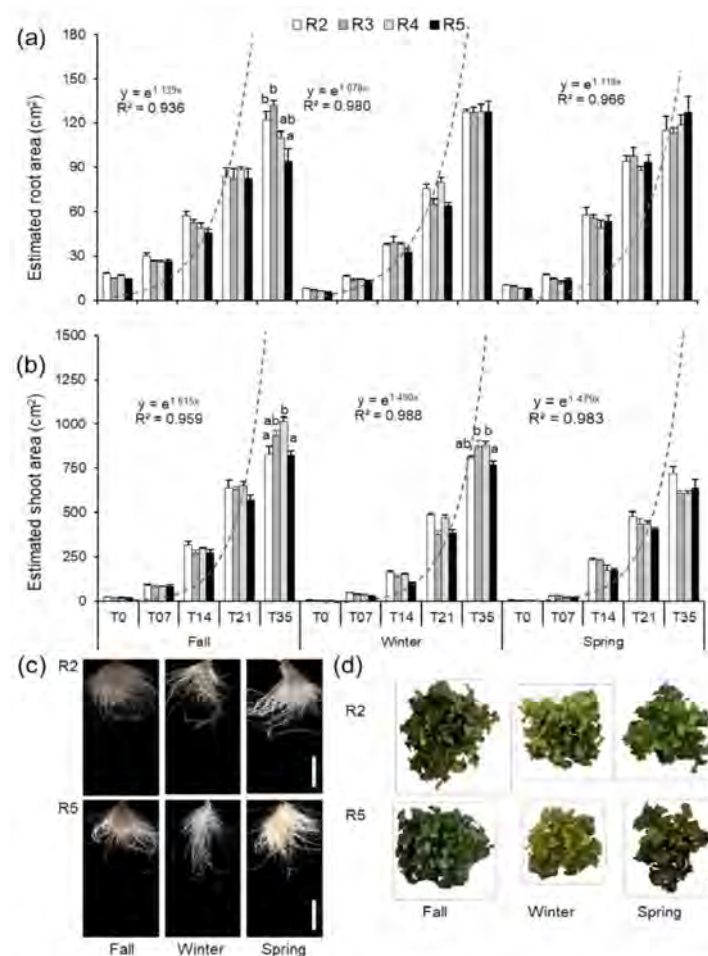 (a)
R2 R3 R4 R5
180
150
120
90
60
30
0
Estimated root area (cm²)
y = e^1.139x
R² = 0.936
b b ab a
y = e^1.078x
R² = 0.980
y = e^1.118x
R² = 0.966
(b)
1500
1250
1000
750
500
250
0
Estimated shoot area (cm²)
y = e^1.615x
R² = 0.959
a ab b a
y = e^1.490x
R² = 0.988
ab b b a
y = e^1.479x
R² = 0.983
T0 T07 T14 T21 T35 T0 T07 T14 T21 T35 T0 T07 T14 T21 T35
Fall Winter Spring
(c)
R2
R5
Fall Winter Spring
(d)
R2
R5
Fall Winter Spring